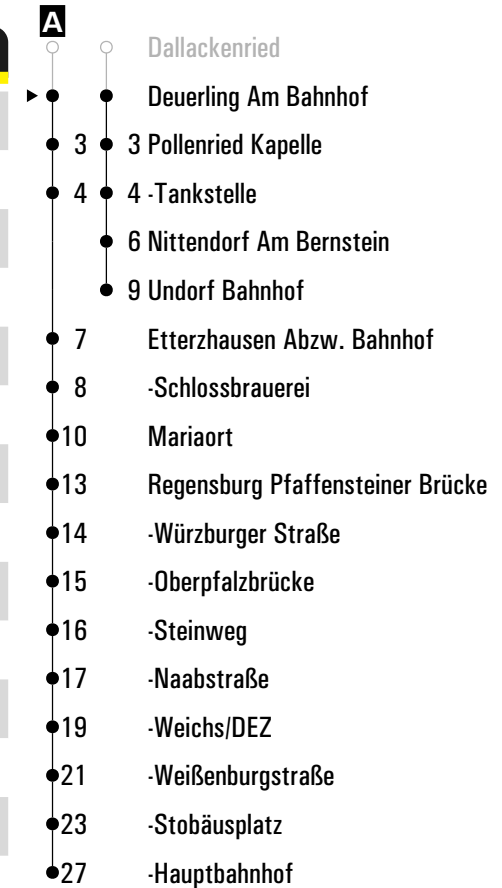 A
Dallackenried
Deuerling Am Bahnhof
3 3 Pollenried Kapelle
4 4 -Tankstelle
6 Nittendorf Am Bernstein
9 Undorf Bahnhof
7 Etterzhausen Abzw. Bahnhof
8 -Schlossbrauerei
10 Mariaort
13 Regensburg Pfaffensteiner Brücke
14 -Würzburger Straße
15 -Oberpfalzbrücke
16 -Steinweg
17 -Naabstraße
19 -Weichs/DEZ
21 -Weißenburgstraße
23 -Stobäusplatz
27 -Hauptbahnhof